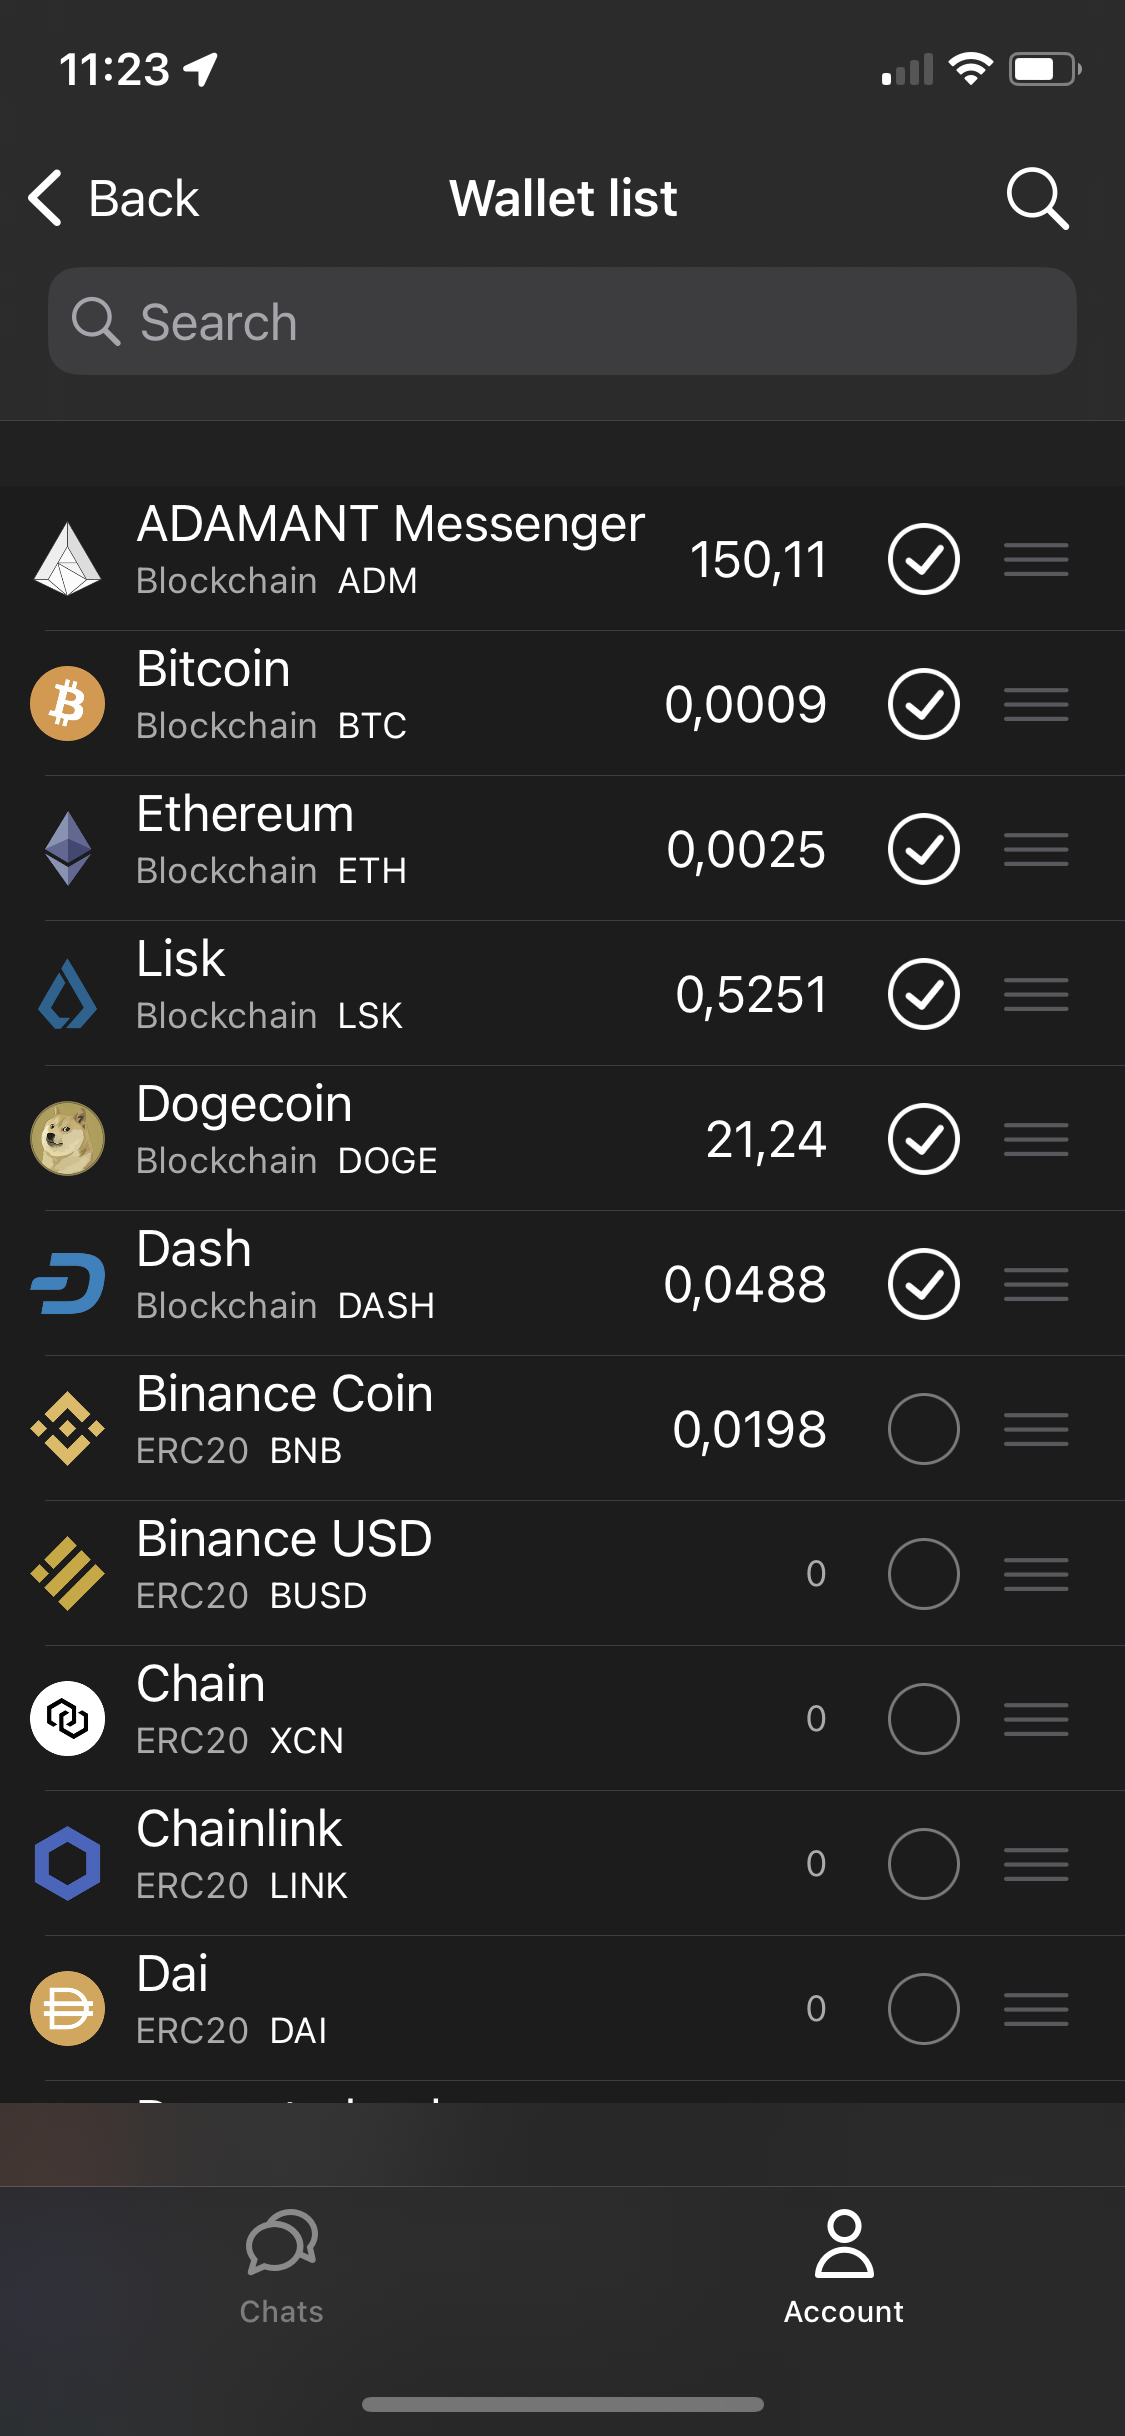 11:23
Back
Wallet list
Search
ADAMANT Messenger
Blockchain ADM
150,11
Bitcoin
Blockchain BTC
0,0009
Ethereum
Blockchain ETH
0,0025
Lisk
Blockchain LSK
0,5251
Dogecoin
Blockchain DOGE
21,24
Dash
Blockchain DASH
0,0488
Binance Coin
ERC20 BNB
0,0198
Binance USD
ERC20 BUSD
0
Chain
ERC20 XCN
0
Chainlink
ERC20 LINK
0
Dai
ERC20 DAI
0
Chats
Account